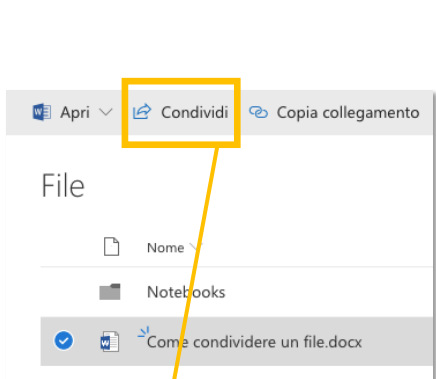 Apri Condividi Copia collegamento
File
Nome
Notebooks
Come condividere un file.docx